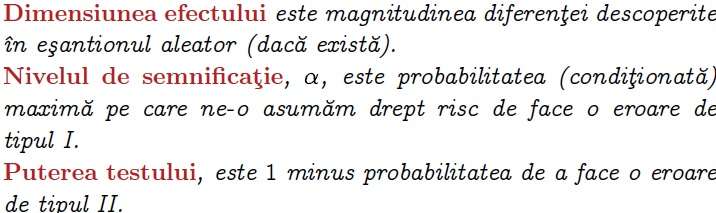 Dimensiunea efectului este magnitudinea diferenţei descoperite
în eşantionul aleator (dacă există).
Nivelul de semnificaţie, α, este probabilitatea (condiţionată)
maximă pe care ne-o asumăm drept risc de face o eroare de
tipul I.
Puterea testului, este 1 minus probabilitatea de a face o eroare
de tipul II.